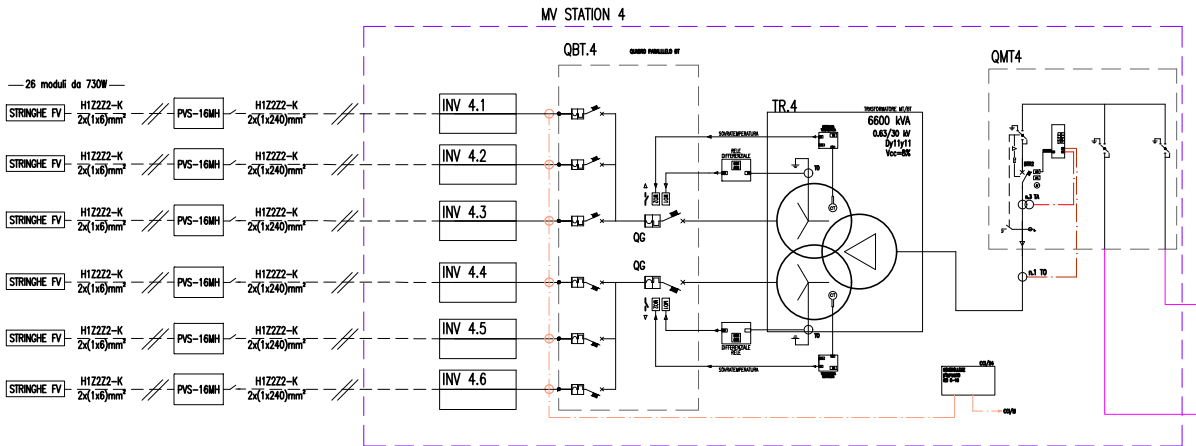 MV STATION 4
QBT.4
QUADRO PARALLELO BT
QMT4
26 moduli da 730W
STRINGHE FV
H1Z2Z2-K
2x(1x6)mm²
PVS-16MH
H1Z2Z2-K
2x(1x240)mm²
INV 4.1
TR.4
TRASFORMATORE MT/BT
6600 kVA
0.63/30 kV
Dy11y11
Vcc=8%
SOVRATEMPERATURA
RELE
DIFFERENZIALE
TO
STRINGHE FV
H1Z2Z2-K
2x(1x6)mm²
PVS-16MH
H1Z2Z2-K
2x(1x240)mm²
INV 4.2
STRINGHE FV
H1Z2Z2-K
2x(1x6)mm²
PVS-16MH
H1Z2Z2-K
2x(1x240)mm²
INV 4.3
QG
CT
n.3 TA
STRINGHE FV
H1Z2Z2-K
2x(1x6)mm²
PVS-16MH
H1Z2Z2-K
2x(1x240)mm²
INV 4.4
QG
CT
n.1 TO
STRINGHE FV
H1Z2Z2-K
2x(1x6)mm²
PVS-16MH
H1Z2Z2-K
2x(1x240)mm²
INV 4.5
TO
DIFFERENZIALE
RELE
SOVRATEMPERATURA
STRINGHE FV
H1Z2Z2-K
2x(1x6)mm²
PVS-16MH
H1Z2Z2-K
2x(1x240)mm²
INV 4.6